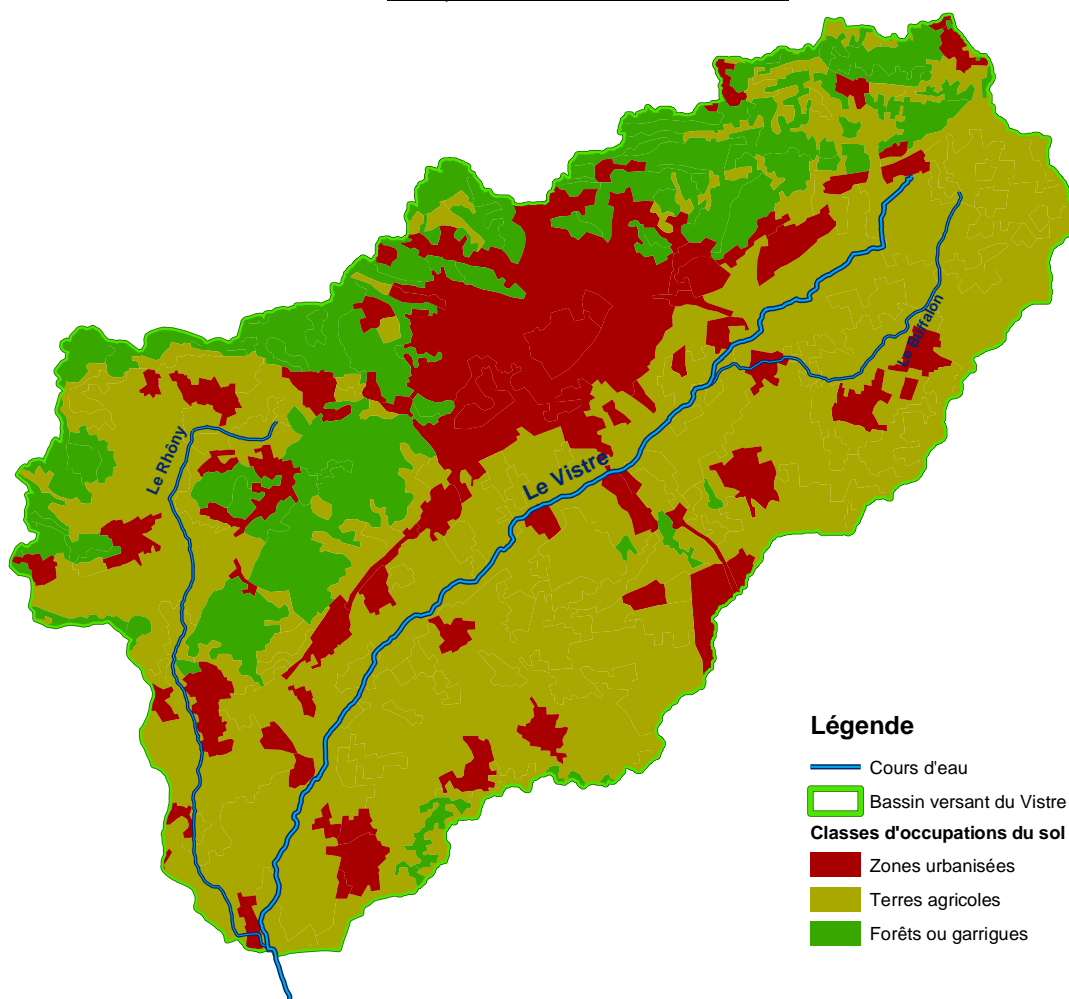 Le Buffalon
Le Rhôny
Le Vistre
Légende
Cours d'eau
Bassin versant du Vistre
Classes d'occupations du sol
Zones urbanisées
Terres agricoles
Forêts ou garrigues